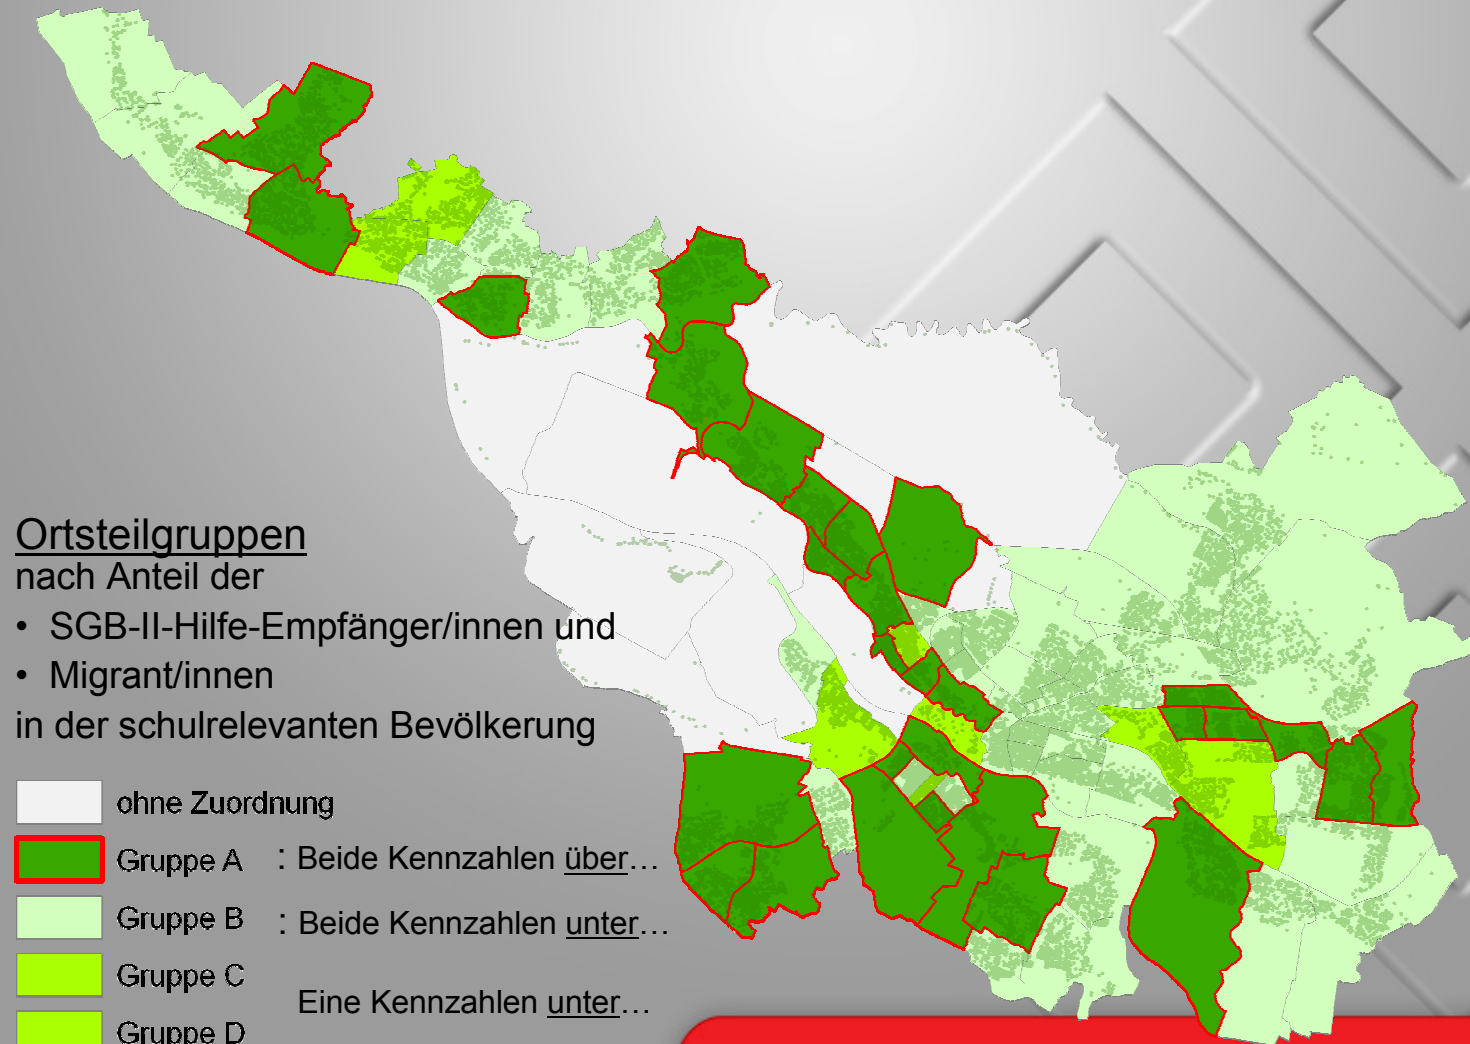 Ortsteilgruppen
nach Anteil der
• SGB-II-Hilfe-Empfänger/innen und
• Migrant/innen
in der schulrelevanten Bevölkerung
ohne Zuordnung
Gruppe A : Beide Kennzahlen über…
Gruppe B : Beide Kennzahlen unter…
Gruppe C
Eine Kennzahlen unter…
Gruppe D